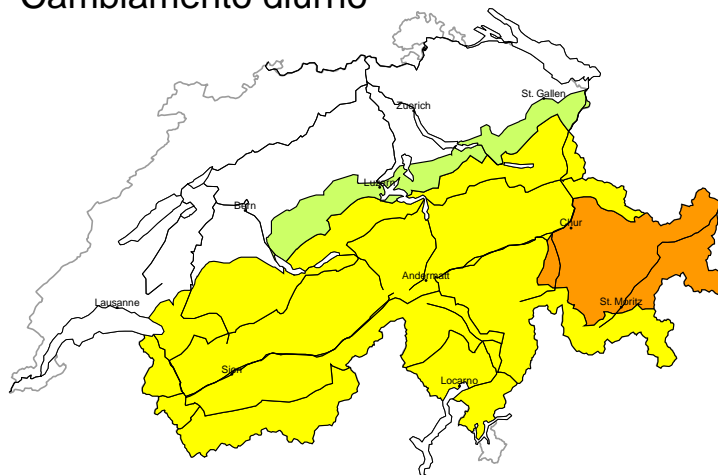 Cambiamento diurno
St. Gallen
Zuerich
Luzern
Bern
Chur
Andermatt
Lausanne
St. Moritz
Sion
Locarno